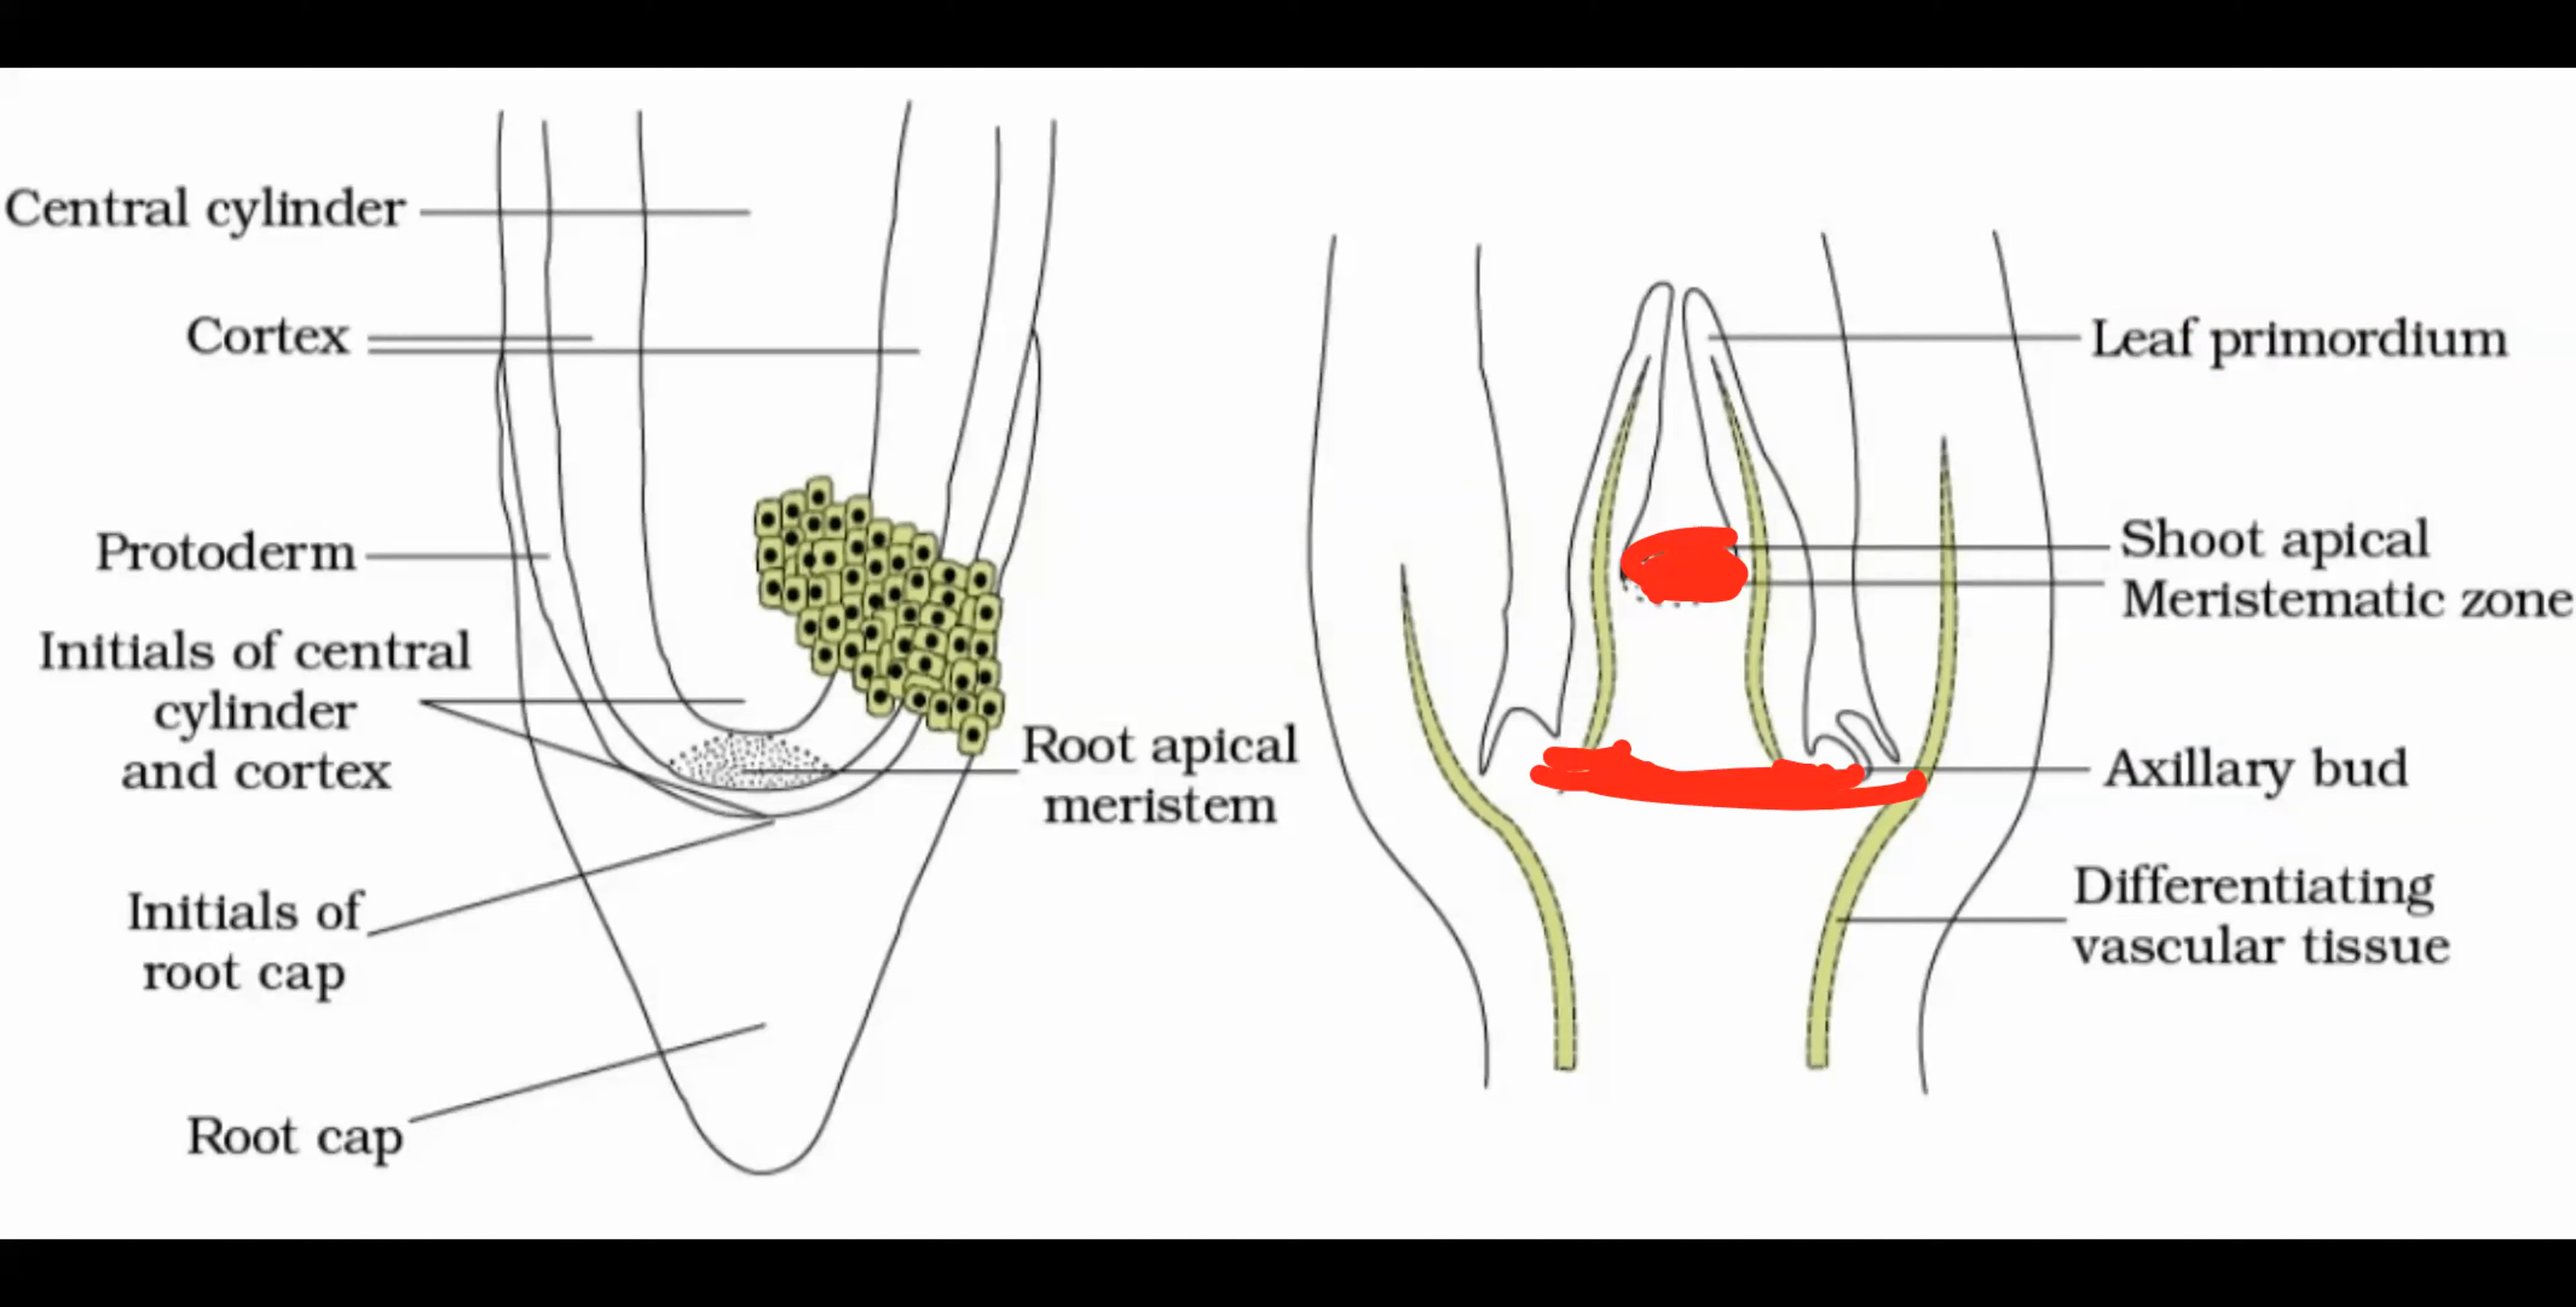 Central cylinder
Cortex
Protoderm
Initials of central
cylinder
and cortex
Initials of
root cap
Root cap
Root apical
meristem
Leaf primordium
Shoot apical
Meristematic zone
Axillary bud
Differentiating
vascular tissue